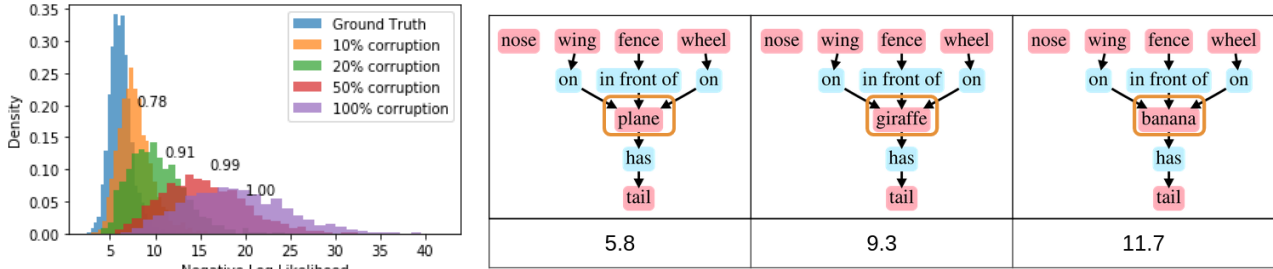 0.35
0.30
0.25
0.20
0.15
0.10
0.05
0.00
Density
5 10 15 20 25 30 35 40
Negative Log Likelihood
0.78
0.91
0.99
1.00
Ground Truth
10% corruption
20% corruption
50% corruption
100% corruption
nose wing fence wheel
on in front of on
plane
has
tail
5.8
nose wing fence wheel
on in front of on
giraffe
has
tail
9.3
nose wing fence wheel
on in front of on
banana
has
tail
11.7